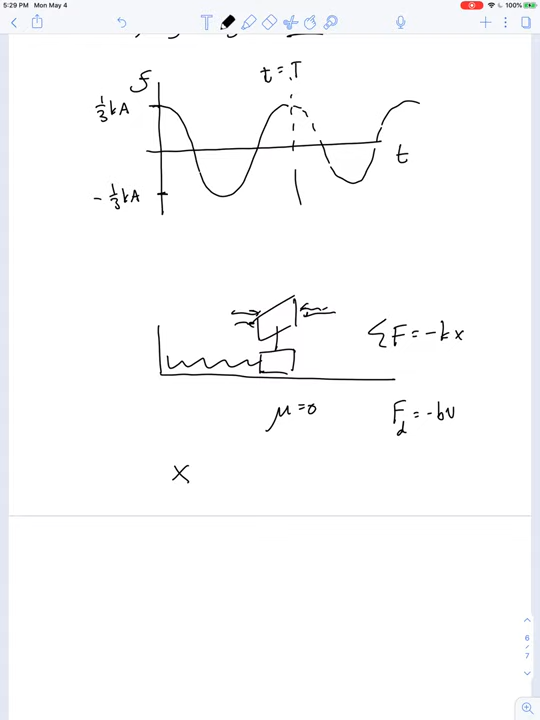 5:29 PM Mon May 4
100%
t = T
f
1/3 kA
t
- 1/3 kA
ΣF = -kx
μ = 0
F_d = -bv
x
6
/
7